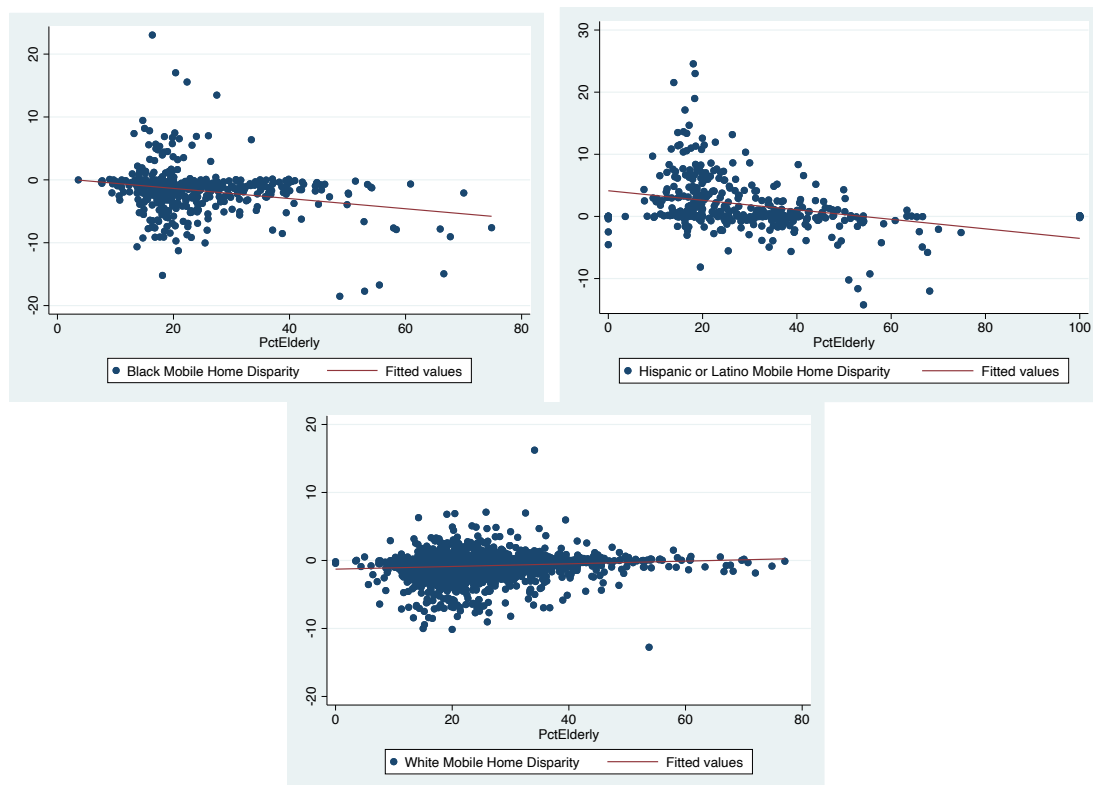 20
10
0
-10
-20
0 20 40 60 80
PctElderly
Black Mobile Home Disparity Fitted values
30
20
10
0
-10
0 20 40 60 80 100
PctElderly
Hispanic or Latino Mobile Home Disparity Fitted values
20
10
0
-10
-20
0 20 40 60 80
PctElderly
White Mobile Home Disparity Fitted values